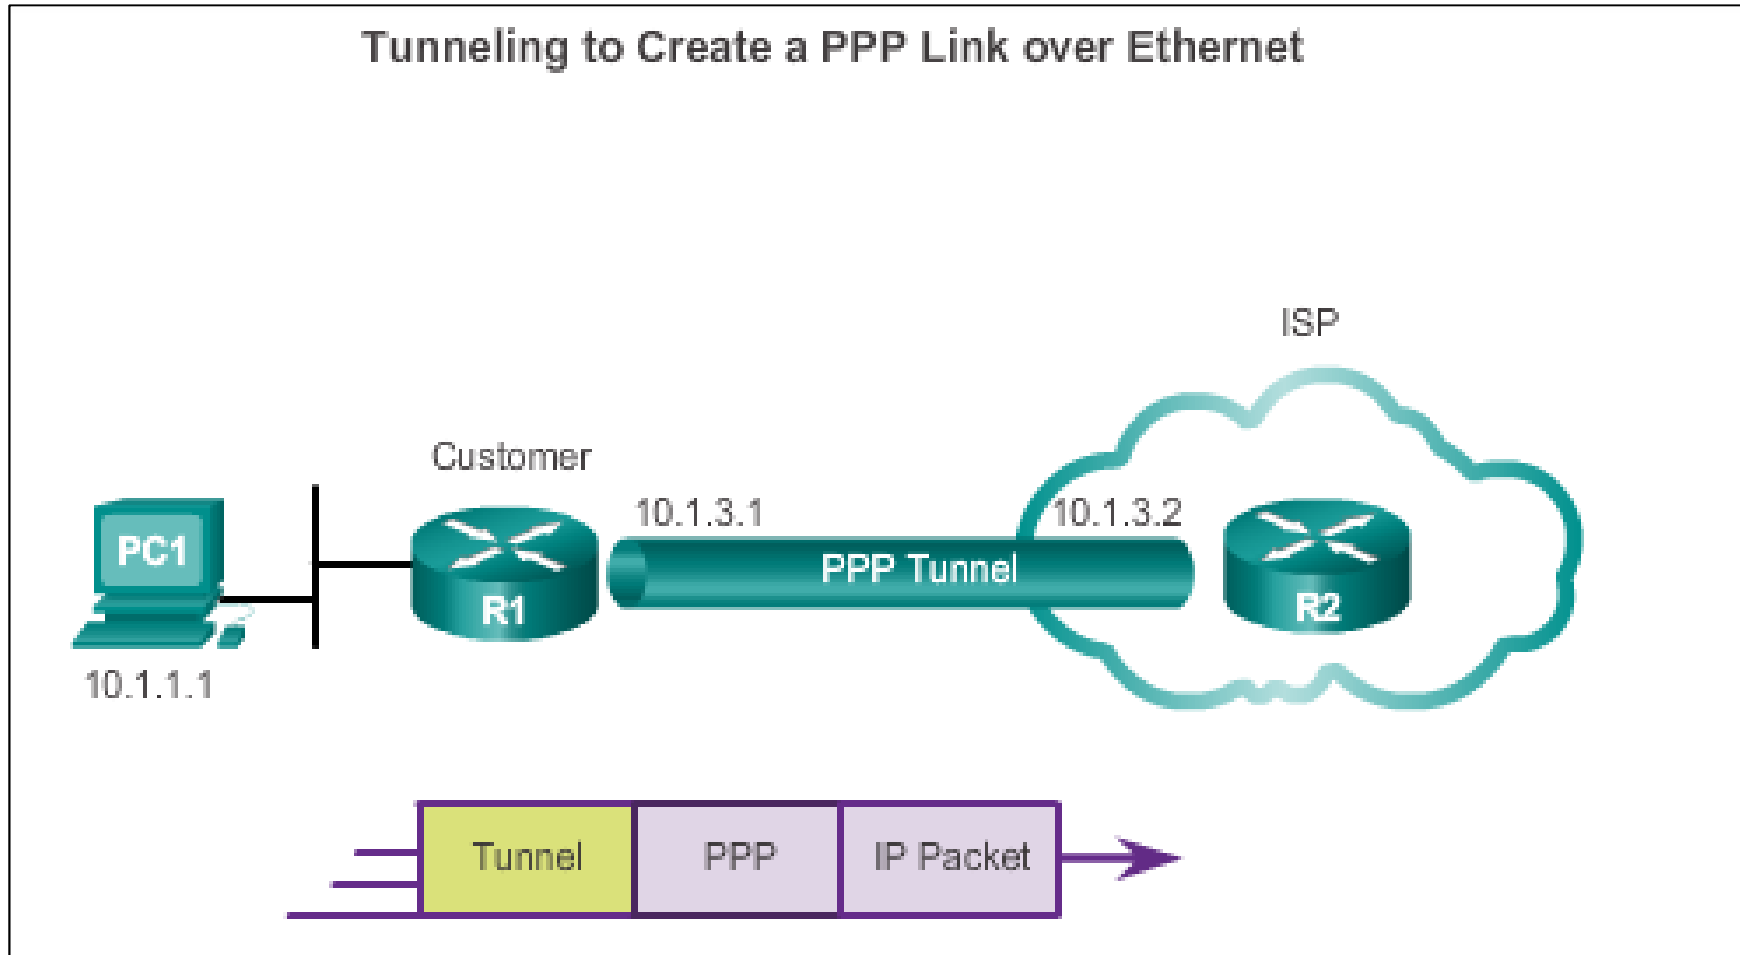 Tunneling to Create a PPP Link over Ethernet
ISP
Customer
10.1.3.1
10.1.3.2
PC1
PPP Tunnel
R1
R2
10.1.1.1
Tunnel
PPP
IP Packet